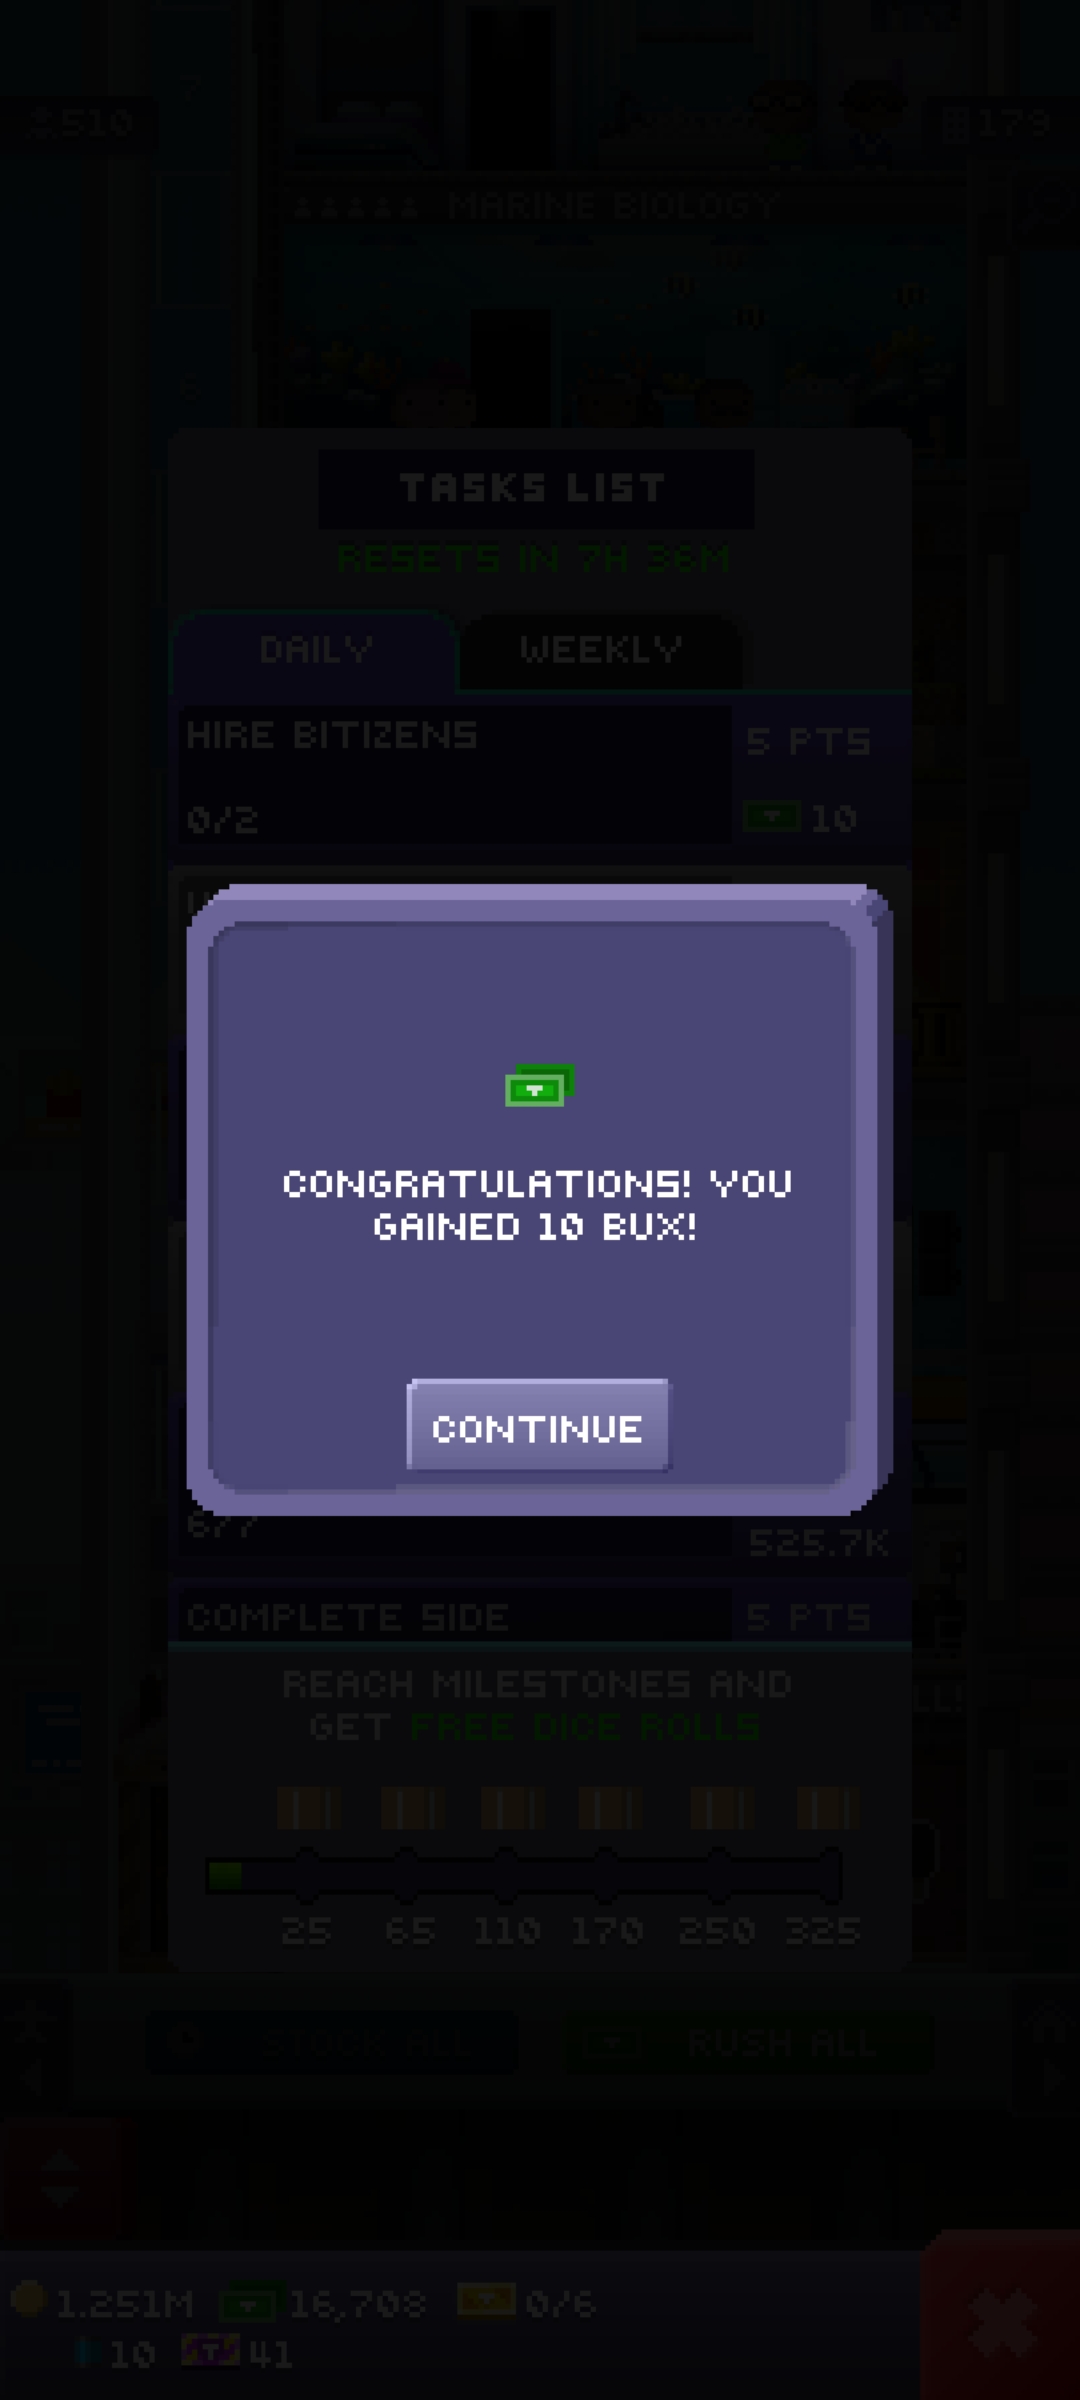 7
510
179
MARINE BIOLOGY
6
TASKS LIST
RESETS IN 7H 36M
DAILY
WEEKLY
HIRE BITIZENS
5 PTS
0/2
10
CONGRATULATIONS! YOU
GAINED 10 BUX!
CONTINUE
6/7
525.7K
COMPLETE SIDE
5 PTS
REACH MILESTONES AND
GET FREE DICE ROLLS
LL!
25
65
110
170
250
325
STOCK ALL
RUSH ALL
1.251M
16,708
0/6
10
41